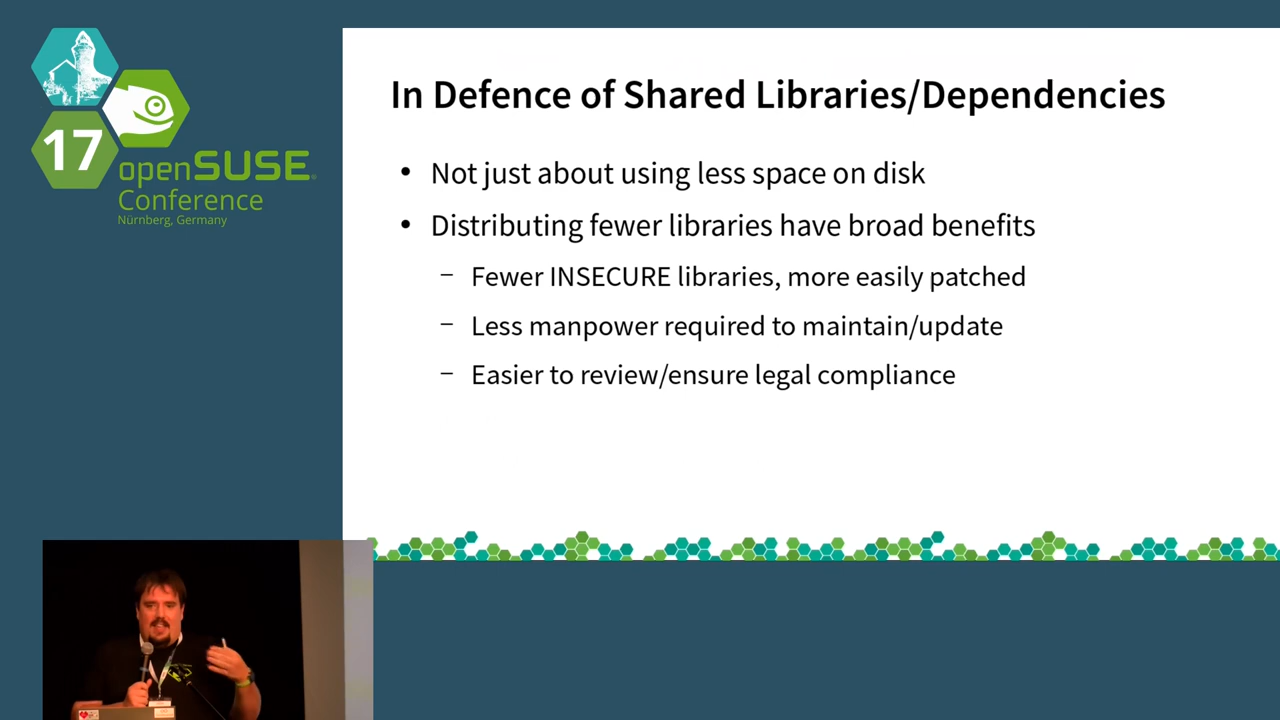 17
openSUSE
Conference
Nürnberg, Germany
In Defence of Shared Libraries/Dependencies
• Not just about using less space on disk
• Distributing fewer libraries have broad benefits
– Fewer INSECURE libraries, more easily patched
– Less manpower required to maintain/update
– Easier to review/ensure legal compliance